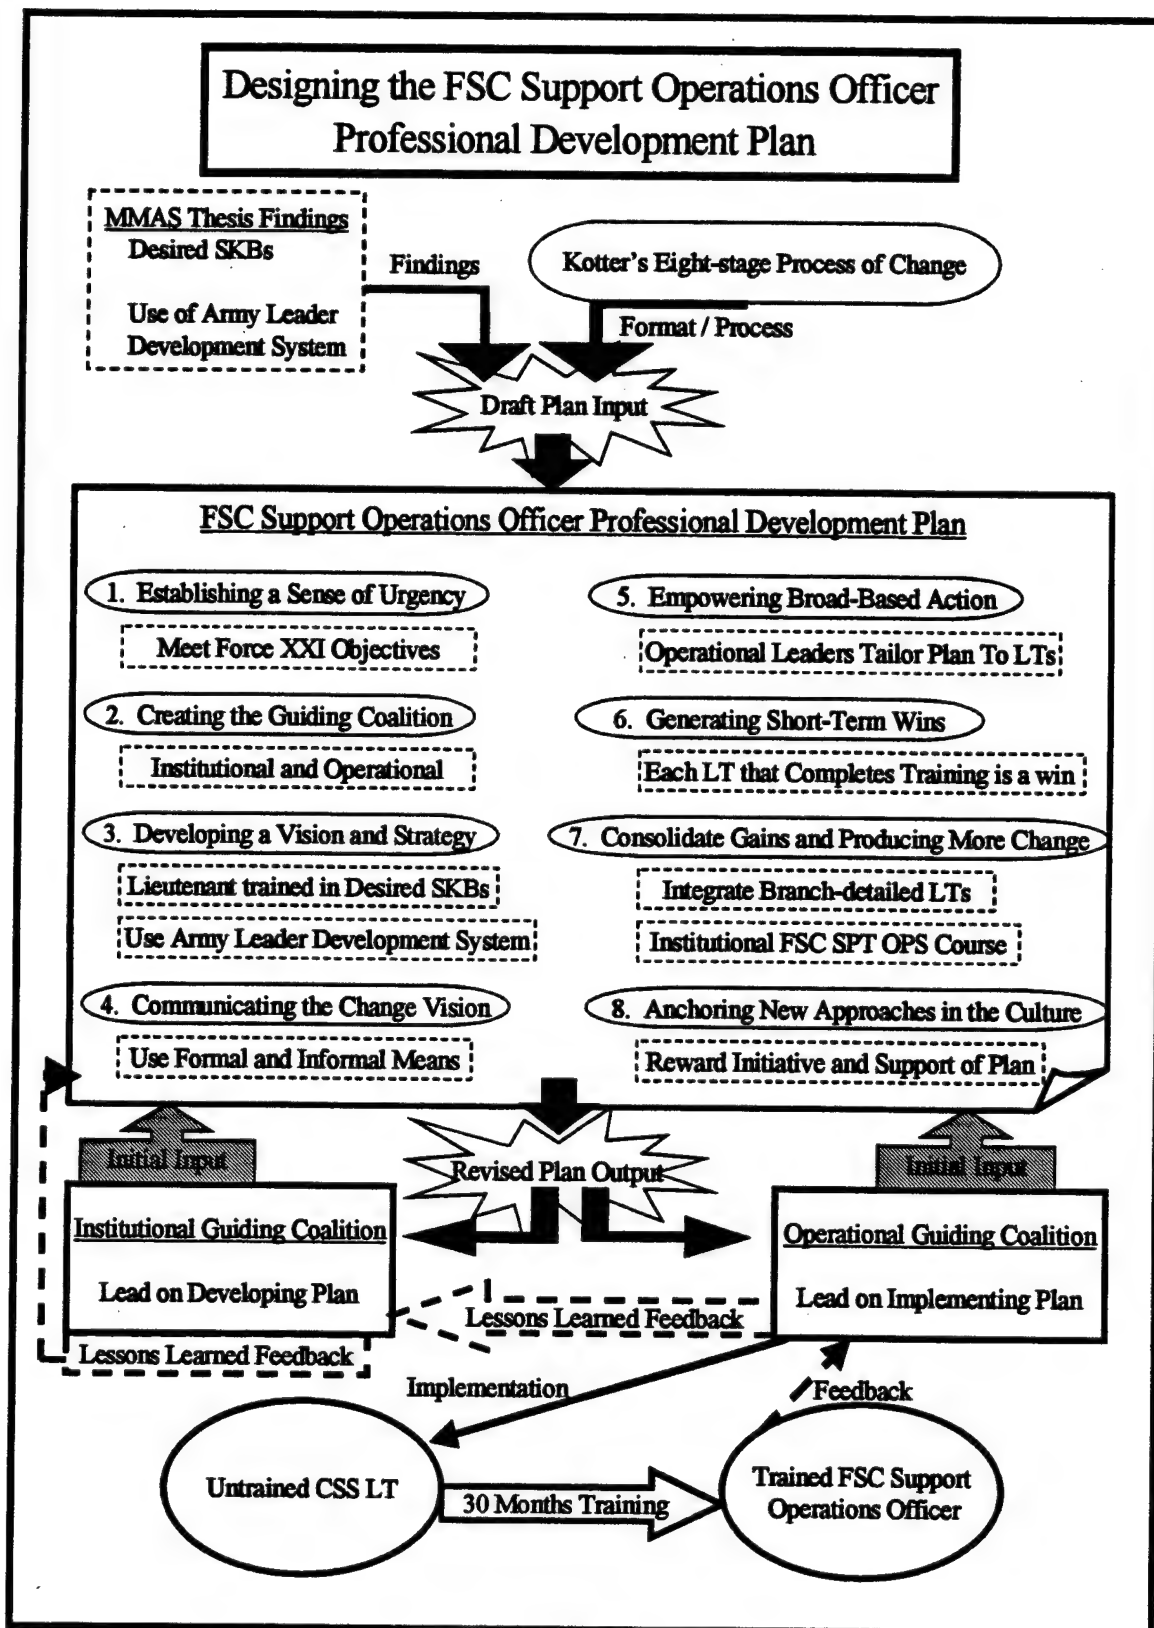 Designing the FSC Support Operations Officer
Professional Development Plan
MMAS Thesis Findings
Desired SKBs
Use of Army Leader
Development System
Findings
Kotter's Eight-stage Process of Change
Format / Process
Draft Plan Input
FSC Support Operations Officer Professional Development Plan
1. Establishing a Sense of Urgency
Meet Force XXI Objectives
2. Creating the Guiding Coalition
Institutional and Operational
3. Developing a Vision and Strategy
Lieutenant trained in Desired SKBs
Use Army Leader Development System
4. Communicating the Change Vision
Use Formal and Informal Means
5. Empowering Broad-Based Action
Operational Leaders Tailor Plan To LTs
6. Generating Short-Term Wins
Each LT that Completes Training is a win
7. Consolidate Gains and Producing More Change
Integrate Branch-detailed LTs
Institutional FSC SPT OPS Course
8. Anchoring New Approaches in the Culture
Reward Initiative and Support of Plan
Initial Input
Revised Plan Output
Initial Input
Institutional Guiding Coalition
Lead on Developing Plan
Operational Guiding Coalition
Lead on Implementing Plan
Lessons Learned Feedback
Lessons Learned Feedback
Implementation
Feedback
Untrained CSS LT
30 Months Training
Trained FSC Support
Operations Officer